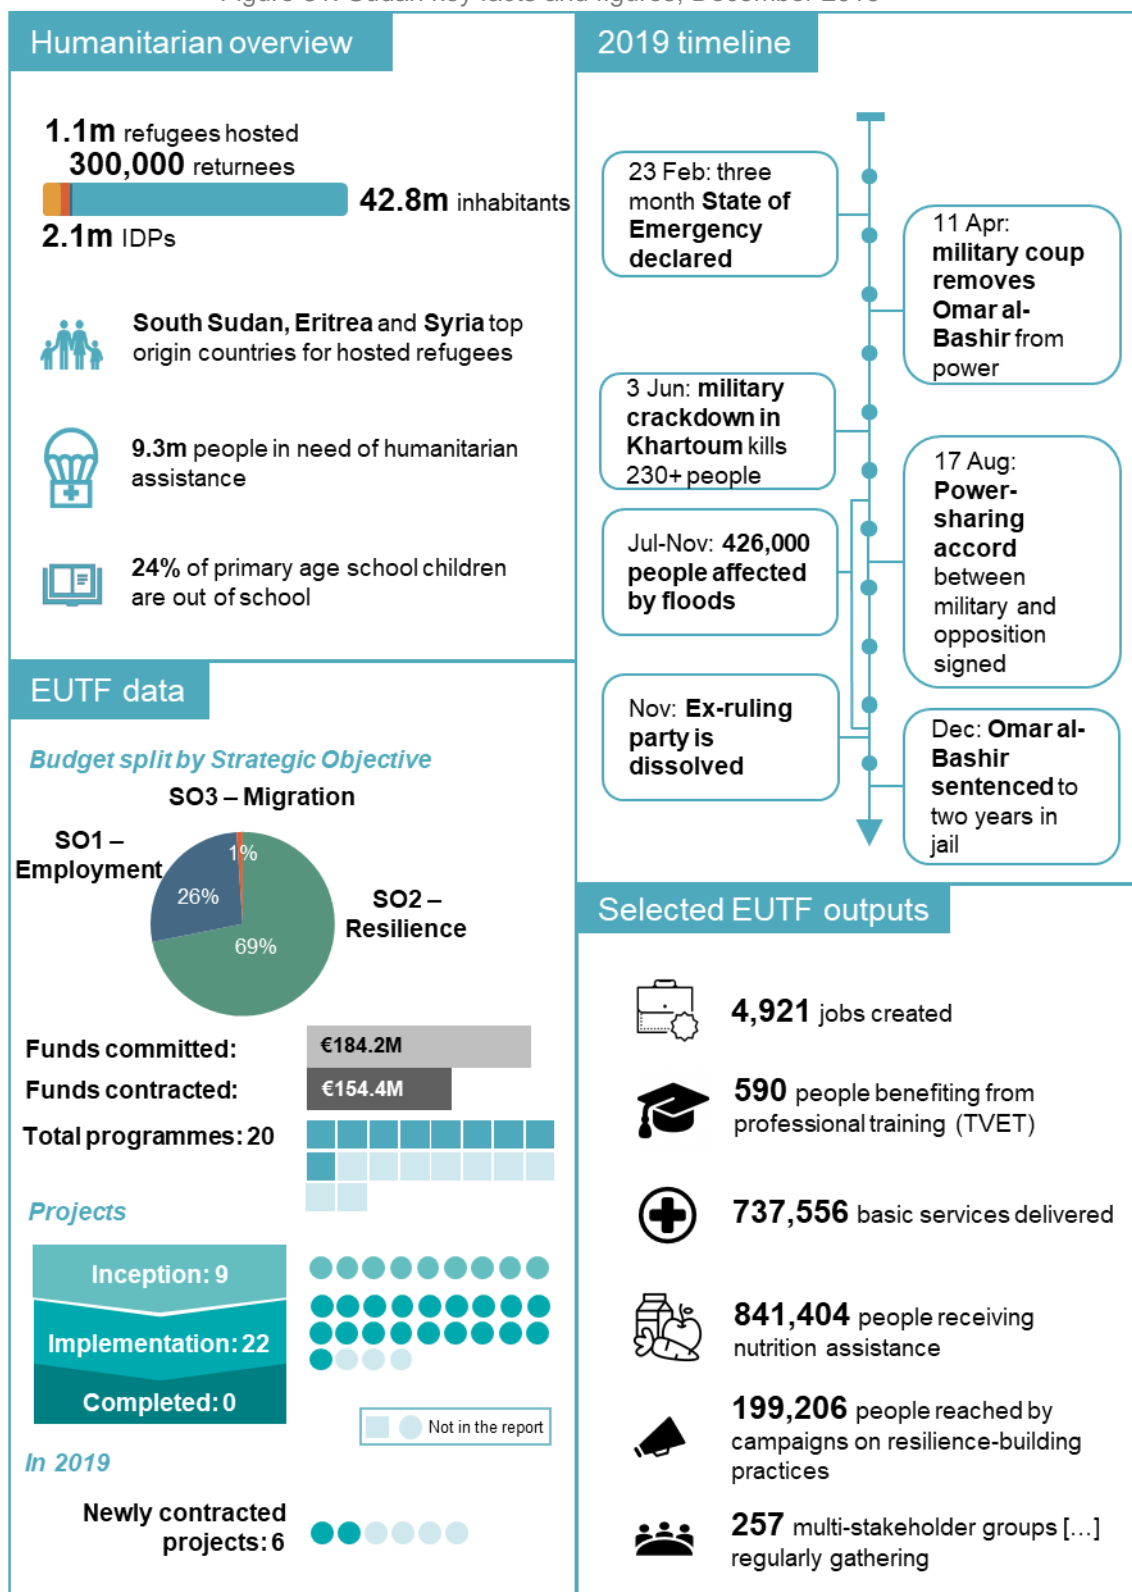 Figure 31: Sudan key facts and figures, December 2019
Humanitarian overview
1.1m refugees hosted
300,000 returnees
42.8m inhabitants
2.1m IDPs
South Sudan, Eritrea and Syria top
origin countries for hosted refugees
9.3m people in need of humanitarian
assistance
24% of primary age school children
are out of school
2019 timeline
23 Feb: three
month State of
Emergency
declared
11 Apr:
military coup
removes
Omar al-
Bashir from
power
3 Jun: military
crackdown in
Khartoum kills
230+ people
17 Aug:
Power-
sharing
accord
between
military and
opposition
signed
Jul-Nov: 426,000
people affected
by floods
Nov: Ex-ruling
party is
dissolved
Dec: Omar al-
Bashir
sentenced to
two years in
jail
EUTF data
Budget split by Strategic Objective
SO3 – Migration
SO1 –
Employment
1%
26%
SO2 –
Resilience
69%
Funds committed:
€184.2M
Funds contracted:
€154.4M
Total programmes: 20
Projects
Inception: 9
Implementation: 22
Completed: 0
Not in the report
In 2019
Newly contracted
projects: 6
Selected EUTF outputs
4,921 jobs created
590 people benefiting from
professional training (TVET)
737,556 basic services delivered
841,404 people receiving
nutrition assistance
199,206 people reached by
campaigns on resilience-building
practices
257 multi-stakeholder groups […]
regularly gathering